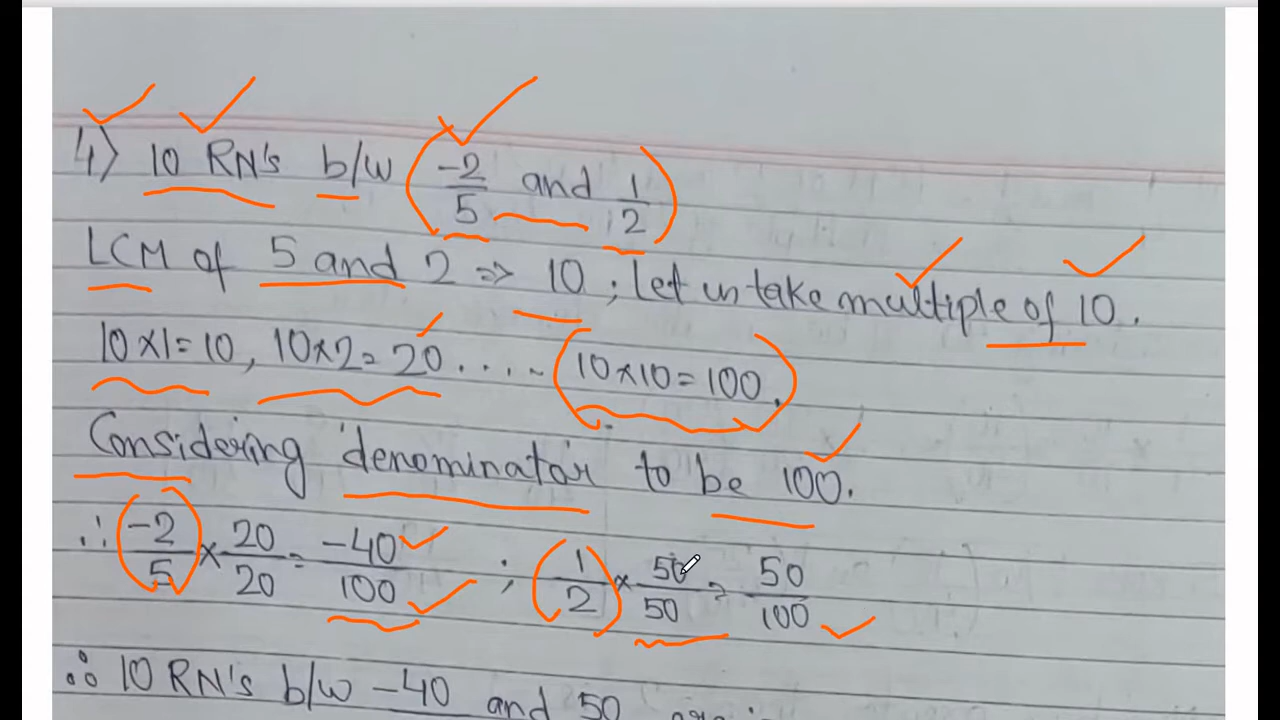 4) 10 RN's b/w (-2/5 and 1/2)
LCM of 5 and 2 => 10 ; Let us take multiple of 10.
10×1=10, 10×2=20 ..... 10×10=100.
Considering denominator to be 100.
∴ -2/5 × 20/20 = -40/100 ; 1/2 × 50/50 = 50/100
∴ 10 RN's b/w -40 and 50